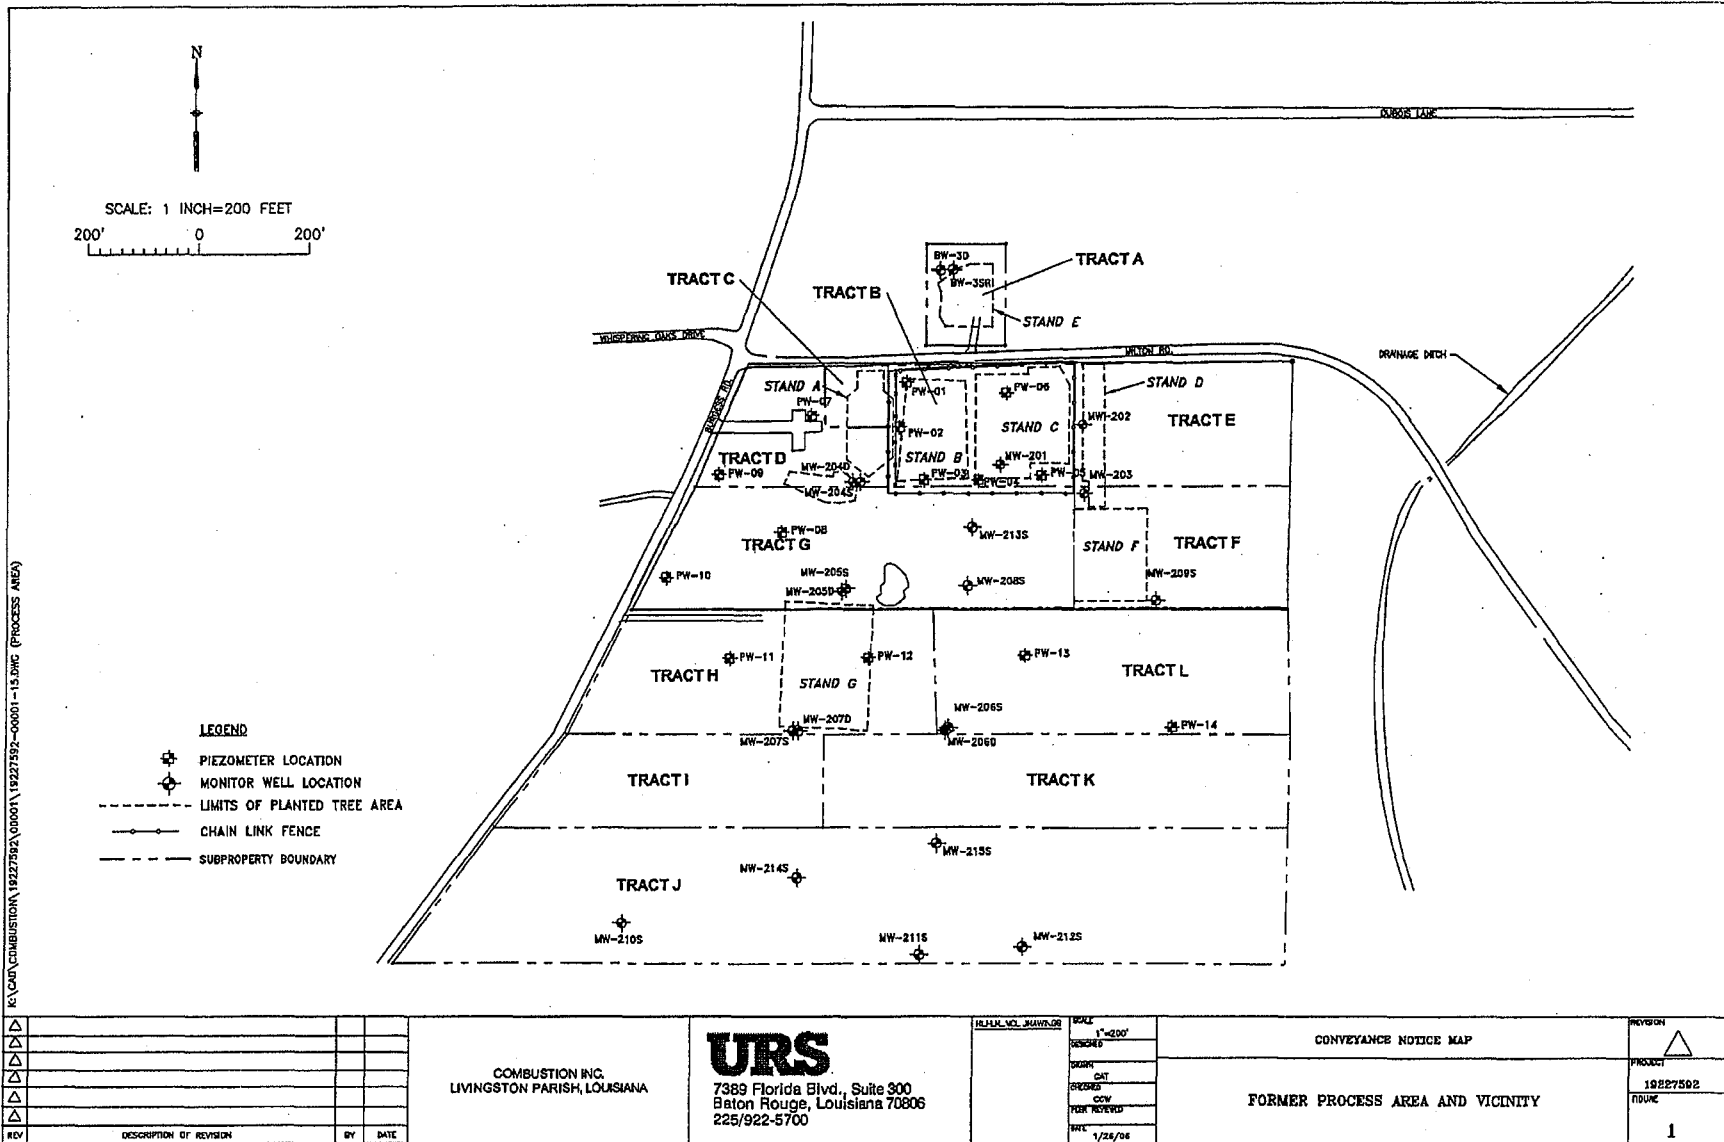 N
SCALE: 1 INCH=200 FEET
200' 0 200'
DUBOIS LANE
TRACT C
TRACT B
BW-3D
BW-3SR
TRACT A
STAND E
WHISPERING OAKS DRIVE
MILTON RD.
DRAINAGE DITCH
BURGESS RD.
STAND A
PW-07
PW-01
PW-06
STAND D
MW-202
TRACT E
PW-02
STAND C
STAND B
TRACT D
PW-09
MW-204D
MW-204S
PW-03
PW-04
MW-201
PW-05
MW-203
PW-08
TRACT G
MW-213S
STAND F
TRACT F
PW-10
MW-205S
MW-205D
MW-208S
MW-209S
PW-11
PW-12
PW-13
TRACT H
STAND G
TRACT L
MW-207D
MW-207S
MW-206S
MW-206D
PW-14
TRACT I
TRACT K
MW-215S
MW-214S
TRACT J
MW-210S
MW-211S
MW-212S
LEGEND
PIEZOMETER LOCATION
MONITOR WELL LOCATION
LIMITS OF PLANTED TREE AREA
CHAIN LINK FENCE
SUBPROPERTY BOUNDARY
K:\CAD\COMBUSTION\19227592\00001\19227592-00001-15.DWG (PROCESS AREA)
REV DESCRIPTION OF REVISION BY DATE
COMBUSTION INC.
LIVINGSTON PARISH, LOUISIANA
URS
7389 Florida Blvd., Suite 300
Baton Rouge, Louisiana 70806
225/922-5700
SCALE
1"=200'
DESIGNED
DRAWN
CAT
CHECKED
CCW
PEER REVIEWED
DATE
1/26/06
CONVEYANCE NOTICE MAP
FORMER PROCESS AREA AND VICINITY
REVISION
PROJECT
19227592
FIGURE
1